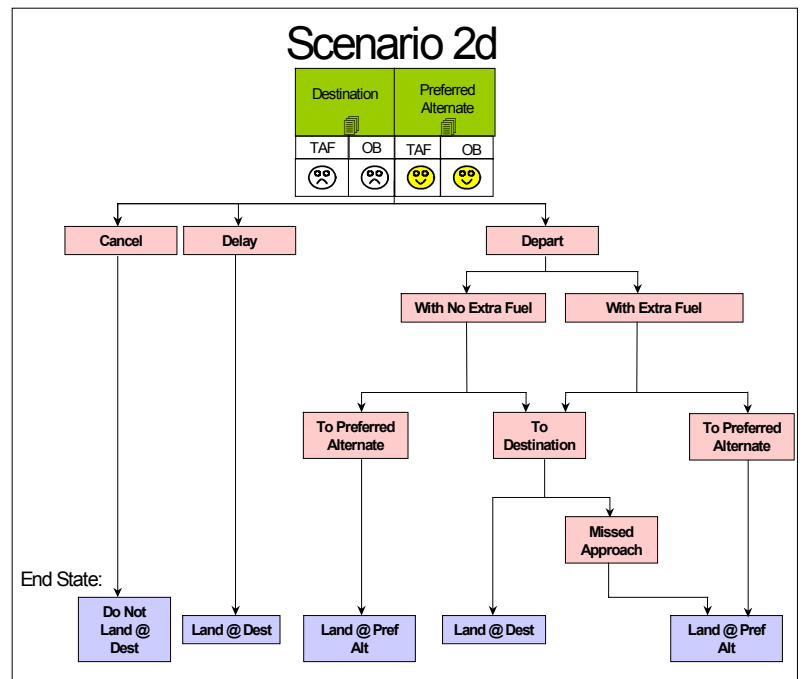 Scenario 2d
Destination
Preferred
Alternate
TAF OB TAF OB
Cancel
Delay
Depart
With No Extra Fuel
With Extra Fuel
To Preferred
Alternate
To
Destination
To Preferred
Alternate
Missed
Approach
End State:
Do Not
Land @
Dest
Land @ Dest
Land @ Pref
Alt
Land @ Dest
Land @ Pref
Alt